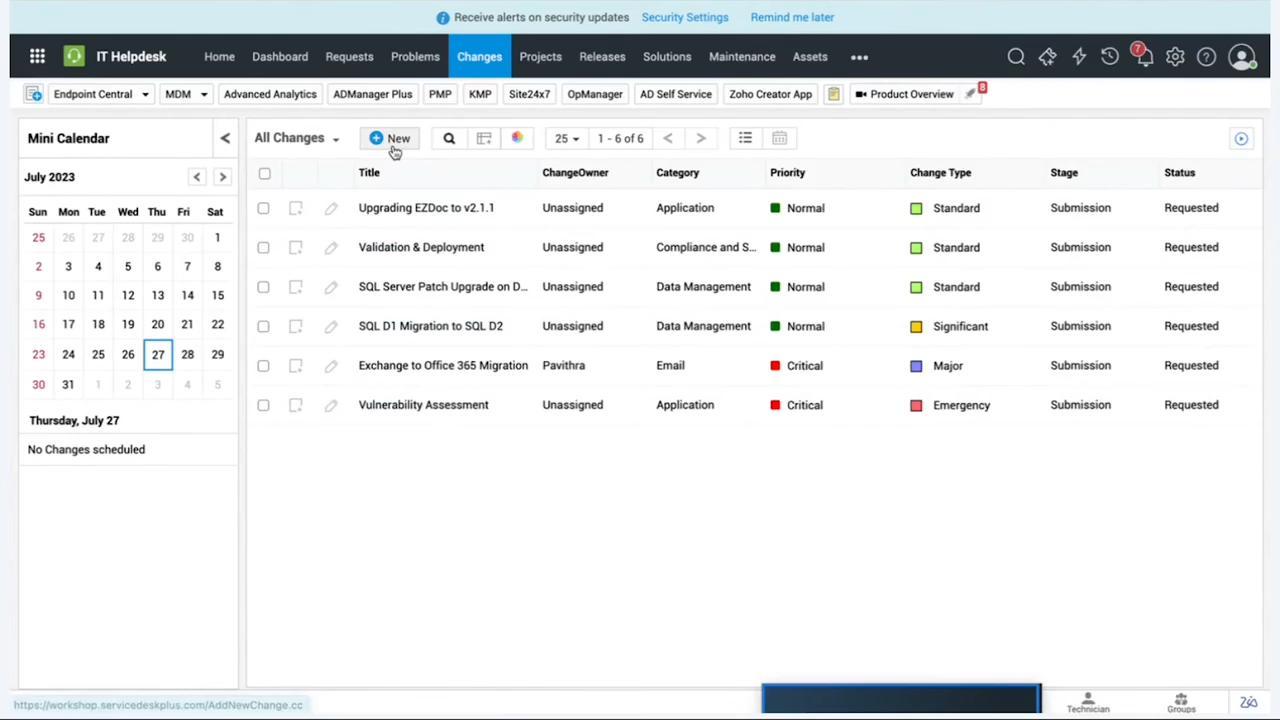 Receive alerts on security updates Security Settings Remind me later
IT Helpdesk Home Dashboard Requests Problems Changes Projects Releases Solutions Maintenance Assets 7
Endpoint Central MDM Advanced Analytics ADManager Plus PMP KMP Site24x7 OpManager AD Self Service Zoho Creator App Product Overview 8
Mini Calendar
All Changes New 25 1 - 6 of 6
July 2023
Sun Mon Tue Wed Thu Fri Sat
25 26 27 28 29 30 1
2 3 4 5 6 7 8
9 10 11 12 13 14 15
16 17 18 19 20 21 22
23 24 25 26 27 28 29
30 31 1 2 3 4 5
Thursday, July 27
No Changes scheduled
Title ChangeOwner Category Priority Change Type Stage Status
Upgrading EZDoc to v2.1.1 Unassigned Application Normal Standard Submission Requested
Validation & Deployment Unassigned Compliance and S... Normal Standard Submission Requested
SQL Server Patch Upgrade on D... Unassigned Data Management Normal Standard Submission Requested
SQL D1 Migration to SQL D2 Unassigned Data Management Normal Significant Submission Requested
Exchange to Office 365 Migration Pavithra Email Critical Major Submission Requested
Vulnerability Assessment Unassigned Application Critical Emergency Submission Requested
https://workshop.servicedeskplus.com/AddNewChange.cc
Technician Groups